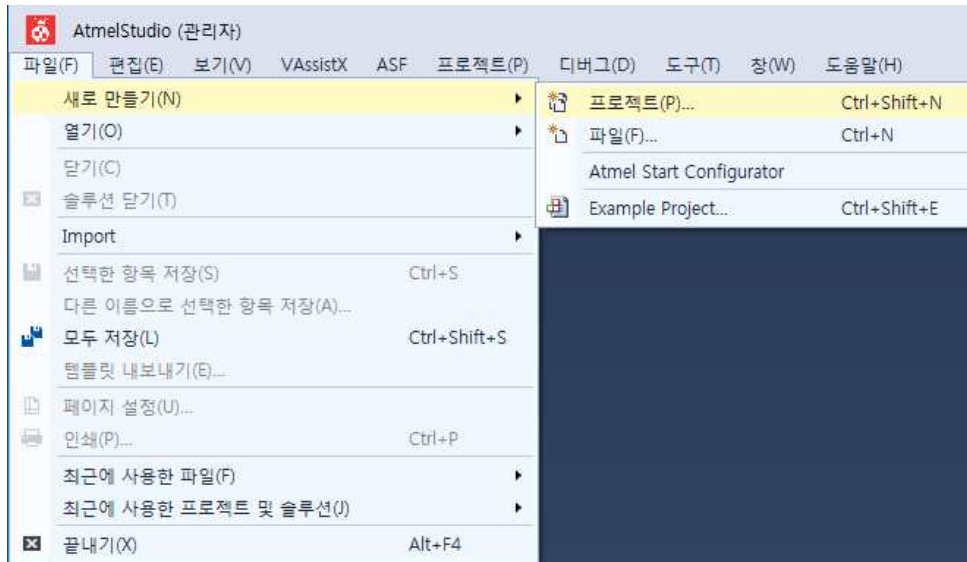 AtmelStudio (관리자)
파일(F) 편집(E) 보기(V) VAssistX ASF 프로젝트(P) 디버그(D) 도구(T) 창(W) 도움말(H)
새로 만들기(N)
열기(O)
닫기(C)
솔루션 닫기(T)
Import
선택한 항목 저장(S) Ctrl+S
다른 이름으로 선택한 항목 저장(A)...
모두 저장(L) Ctrl+Shift+S
템플릿 내보내기(E)...
페이지 설정(U)...
인쇄(P)... Ctrl+P
최근에 사용한 파일(F)
최근에 사용한 프로젝트 및 솔루션(J)
끝내기(X) Alt+F4
프로젝트(P)... Ctrl+Shift+N
파일(F)... Ctrl+N
Atmel Start Configurator
Example Project... Ctrl+Shift+E